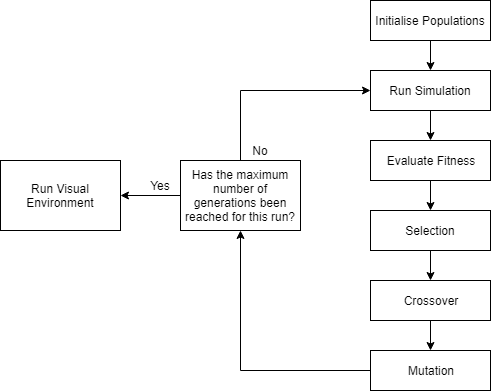 Initialise Populations
Run Simulation
No
Evaluate Fitness
Has the maximum
number of
generations been
reached for this run?
Yes
Run Visual
Environment
Selection
Crossover
Mutation